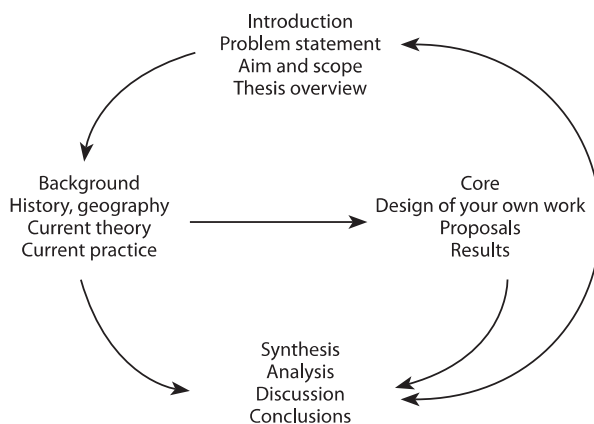 Introduction
Problem statement
Aim and scope
Thesis overview
Background
History, geography
Current theory
Current practice
Core
Design of your own work
Proposals
Results
Synthesis
Analysis
Discussion
Conclusions